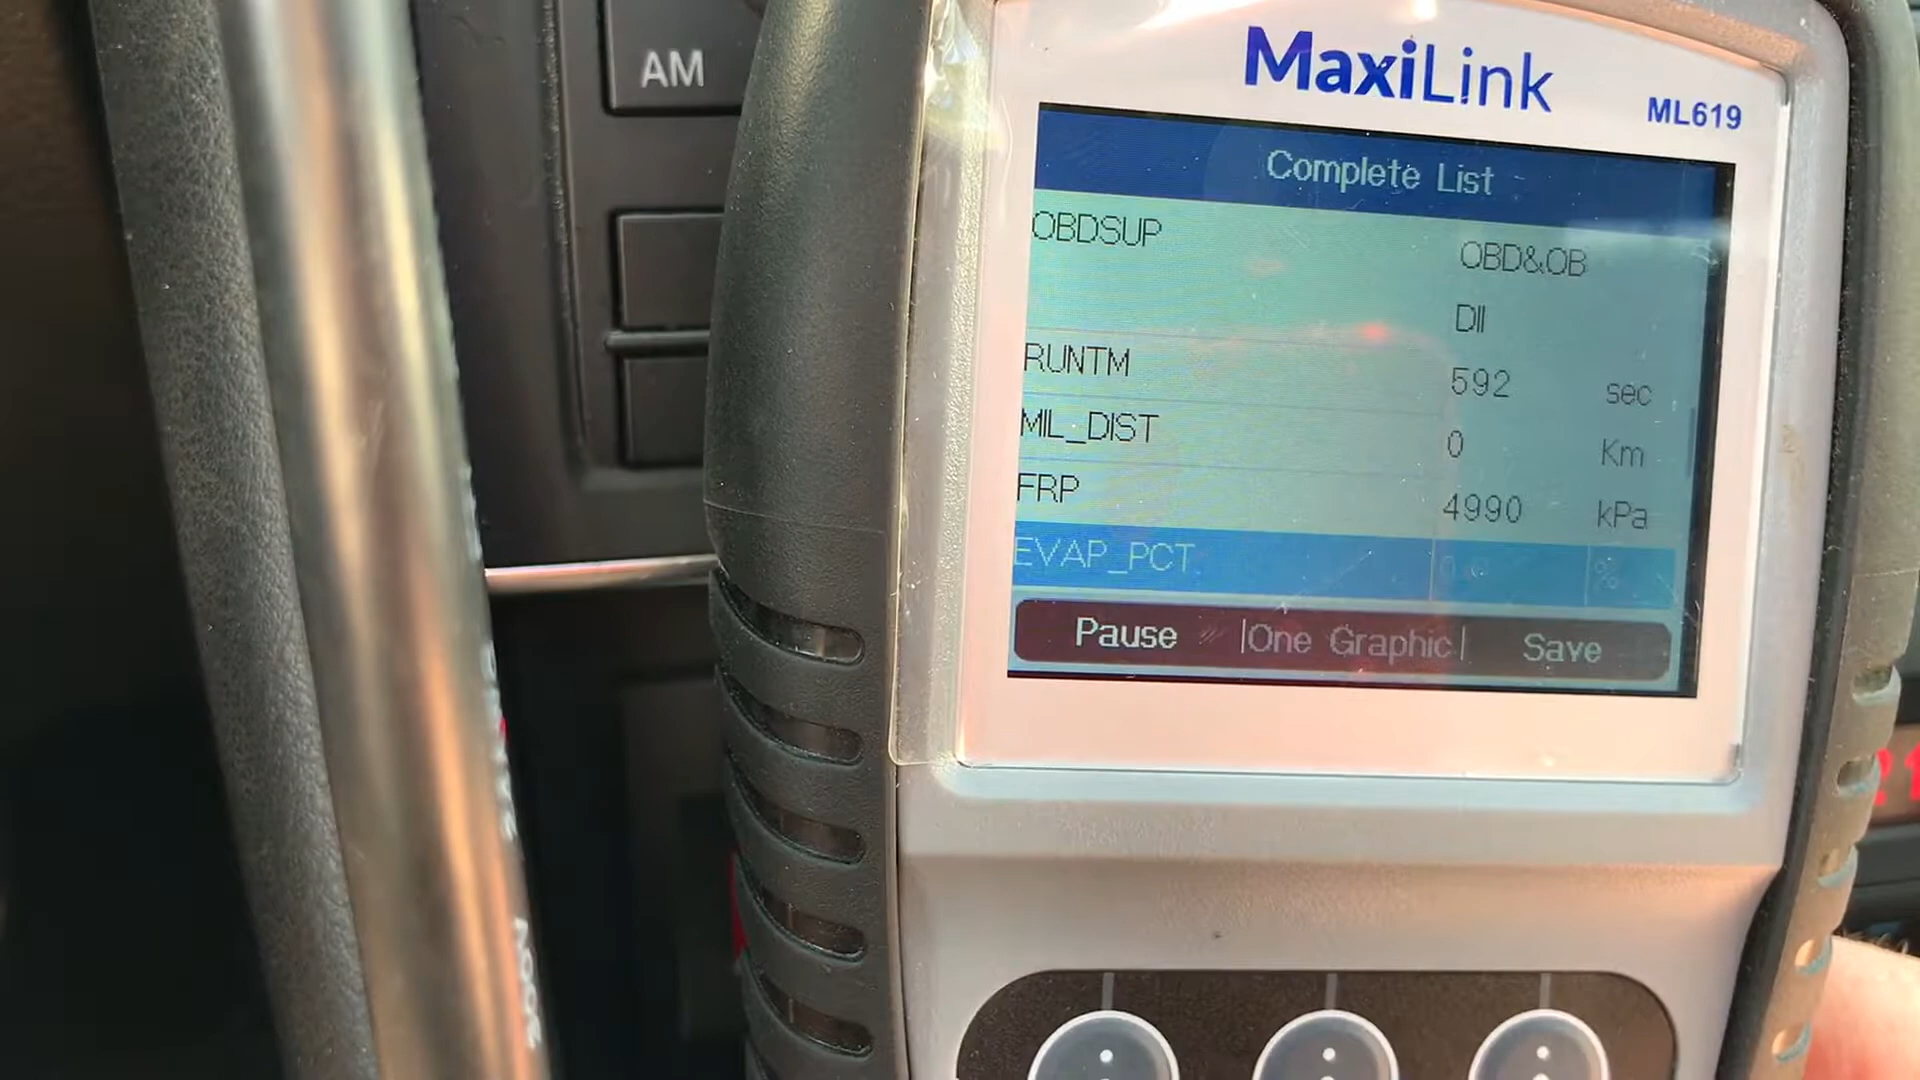 AM
MaxiLink
ML619
Complete List
OBDSUP OBD&OB
DII
RUNTM 592 sec
MIL_DIST 0 Km
FRP 4990 kPa
EVAP_PCT %
Pause |One Graphic| Save